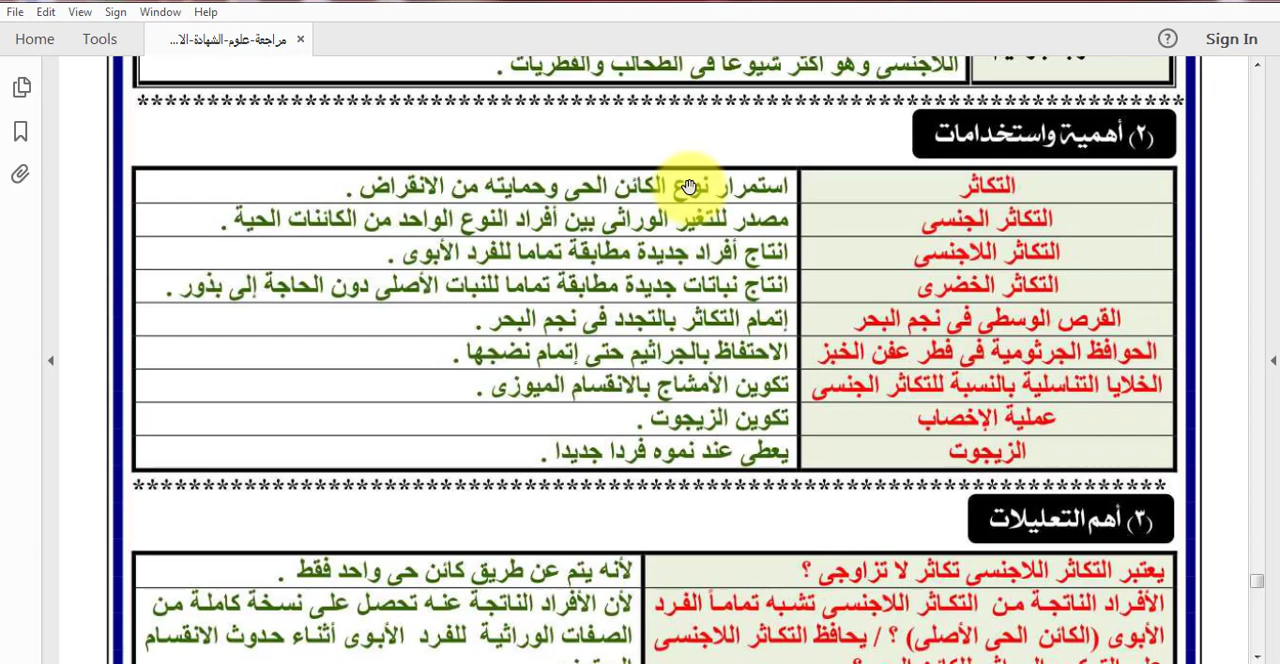 File Edit View Sign Window Help
Home Tools مراجعة-علوم-الشهادة-الا... × Sign In
اللاجنسى وهو أكثر شيوعا فى الطحالب والفطريات .
(٢) أهمية واستخدامات
التكاثر استمرار نوع الكائن الحى وحمايته من الانقراض .
التكاثر الجنسى مصدر للتغير الوراثى بين أفراد النوع الواحد من الكائنات الحية .
التكاثر اللاجنسى انتاج أفراد جديدة مطابقة تماما للفرد الأبوى .
التكاثر الخضرى انتاج نباتات جديدة مطابقة تماما للنبات الأصلى دون الحاجة إلى بذور .
القرص الوسطى فى نجم البحر إتمام التكاثر بالتجدد فى نجم البحر .
الحوافظ الجرثومية فى فطر عفن الخبز الاحتفاظ بالجراثيم حتى إتمام نضجها .
الخلايا التناسلية بالنسبة للتكاثر الجنسى تكوين الأمشاج بالانقسام الميوزى .
عملية الإخصاب تكوين الزيجوت .
الزيجوت يعطى عند نموه فردا جديدا .
(٣) أهم التعليلات
يعتبر التكاثر اللاجنسى تكاثر لا تزاوجى ؟ لأنه يتم عن طريق كائن حى واحد فقط .
الأفراد الناتجة من التكاثر اللاجنسى تشبه تماماً الفرد لأن الأفراد الناتجة عنه تحصل على نسخة كاملة من
الأبوى (الكائن الحى الأصلى) ؟ / يحافظ التكاثر اللاجنسى الصفات الوراثية للفرد الأبوى أثناء حدوث الانقسام